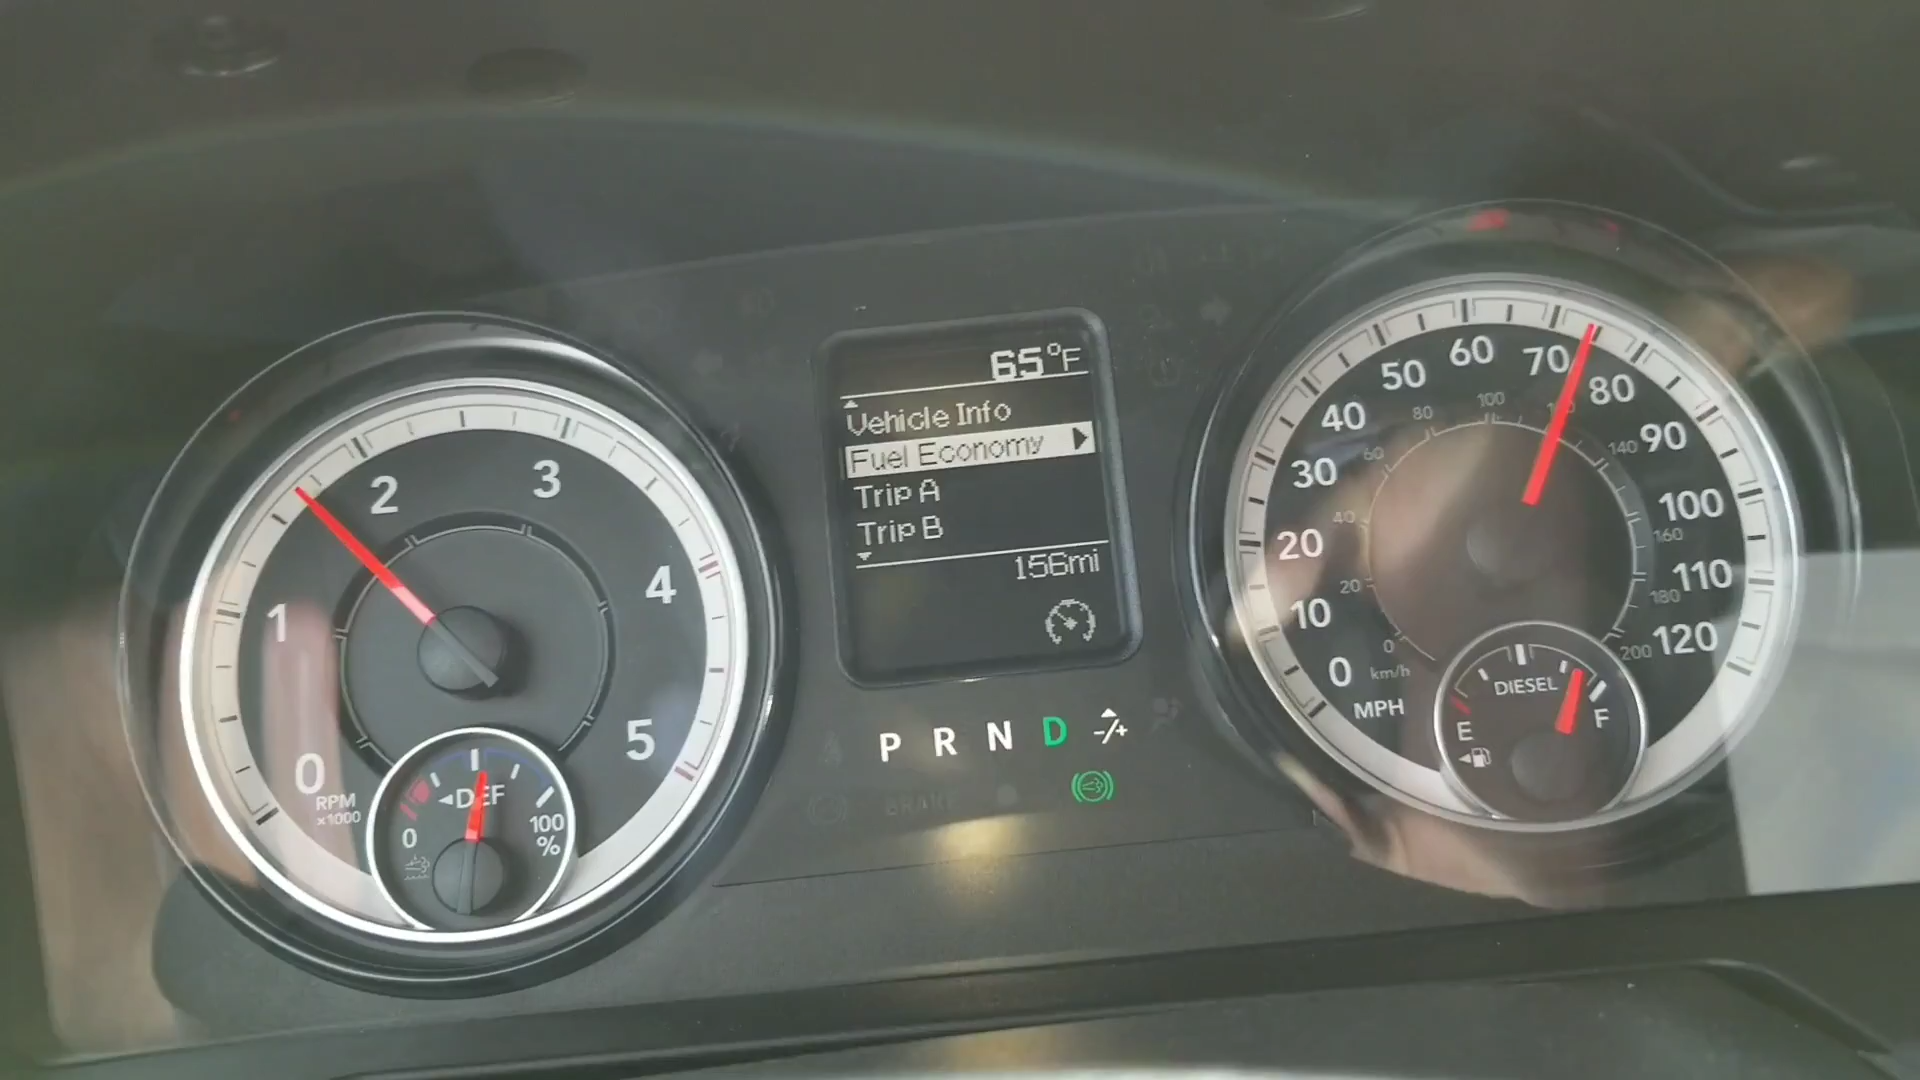 65°F
Vehicle Info
Fuel Economy
Trip A
Trip B
156mi
P R N D -/+
BRAKE
0
1
2
3
4
5
RPM
x1000
DEF
0
100
%
0
10
20
30
40
50
60
70
80
90
100
110
120
MPH
0
20
40
60
80
100
140
160
180
200
km/h
DIESEL
E
F